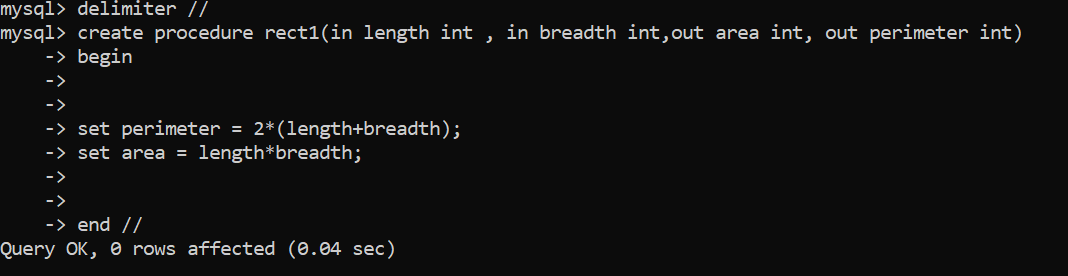 mysql> delimiter //
mysql> create procedure rect1(in length int , in breadth int,out area int, out perimeter int)
    -> begin
    ->
    ->
    -> set perimeter = 2*(length+breadth);
    -> set area = length*breadth;
    ->
    ->
    -> end //
Query OK, 0 rows affected (0.04 sec)